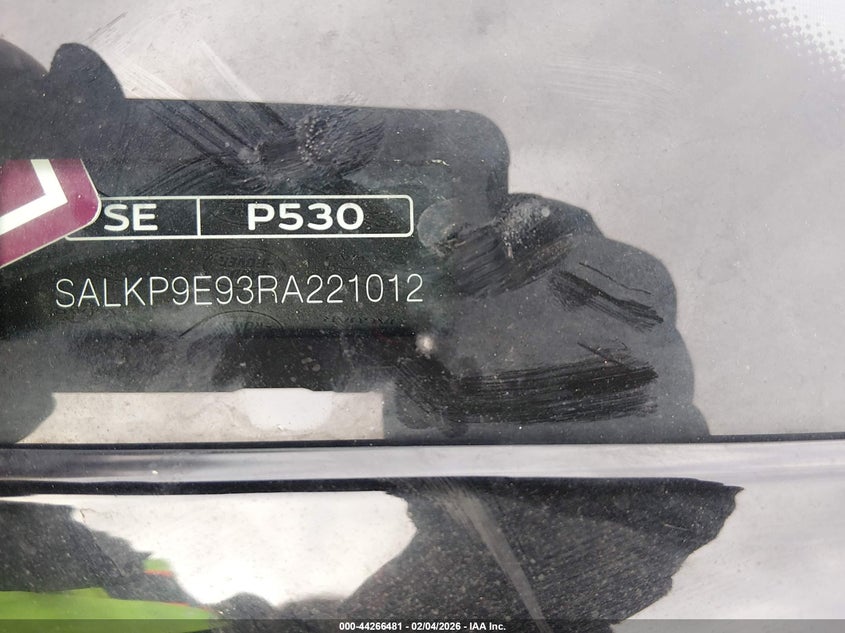 SE P530
SALKP9E93RA221012
000-44266481 - 02/04/2026 - IAA Inc.